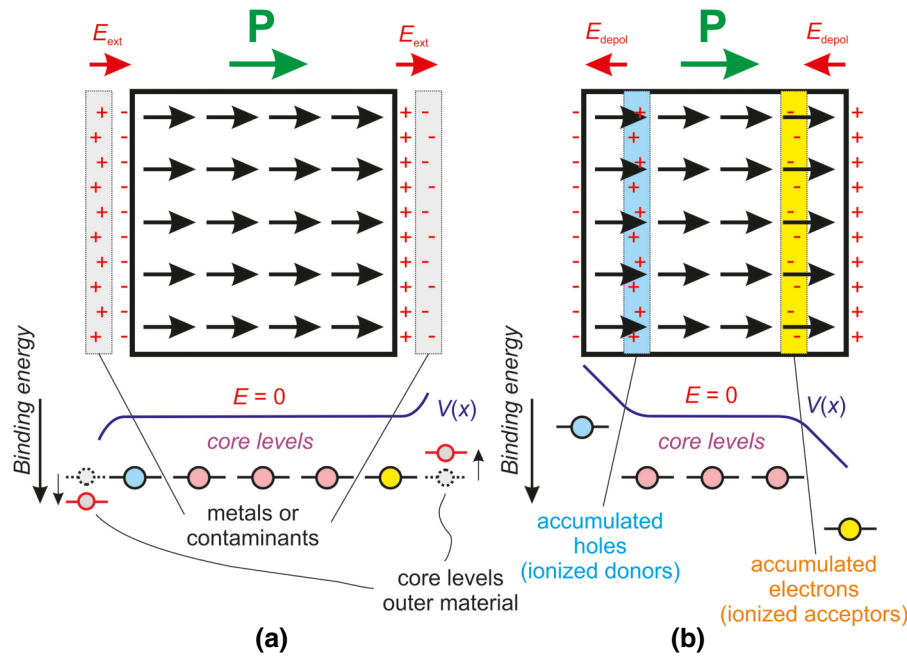 P
E_ext
E_ext
Binding energy
E = 0
V(x)
core levels
metals or
contaminants
core levels
outer material
(a)
P
E_depol
E_depol
Binding energy
E = 0
V(x)
core levels
accumulated
holes
(ionized donors)
accumulated
electrons
(ionized acceptors)
(b)